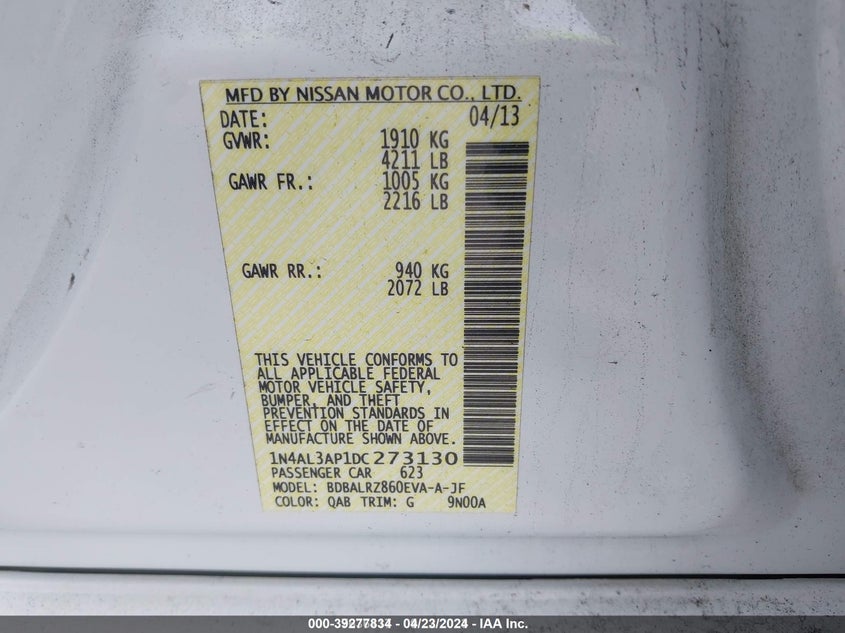 MFD BY NISSAN MOTOR CO., LTD.
DATE: 04/13
GVWR: 1910 KG
4211 LB
GAWR FR.: 1005 KG
2216 LB
GAWR RR.: 940 KG
2072 LB
THIS VEHICLE CONFORMS TO
ALL APPLICABLE FEDERAL
MOTOR VEHICLE SAFETY,
BUMPER, AND THEFT
PREVENTION STANDARDS IN
EFFECT ON THE DATE OF
MANUFACTURE SHOWN ABOVE.
1N4AL3AP1DC273130
PASSENGER CAR 623
MODEL: BDBALRZ860EVA-A-JF
COLOR: QAB TRIM: G 9N00A
000-39277834 - 04/23/2024 - IAA Inc.